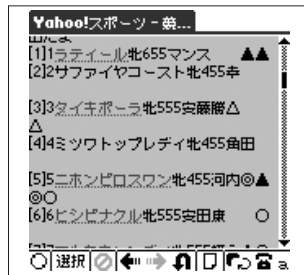 Yahoo!スポーツ - 競...
[1]1ラティール牝655マンス ▲▲
[2]2サファイヤコースト牝455幸
[3]3タイキポーラ牝555安藤勝△
△
[4]4ミツワトップレディ牝455角田
[5]5ニホンピロスワン牝455河内◎▲
◎○
[6]6ヒシピナクル牝555安田康 ○
選択